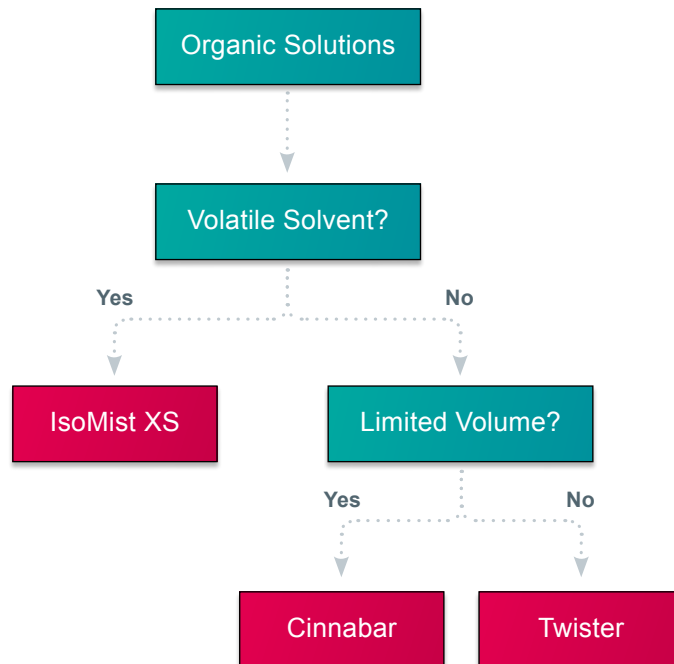 Organic Solutions
Volatile Solvent?
Yes
No
IsoMist XS
Limited Volume?
Yes
No
Cinnabar
Twister